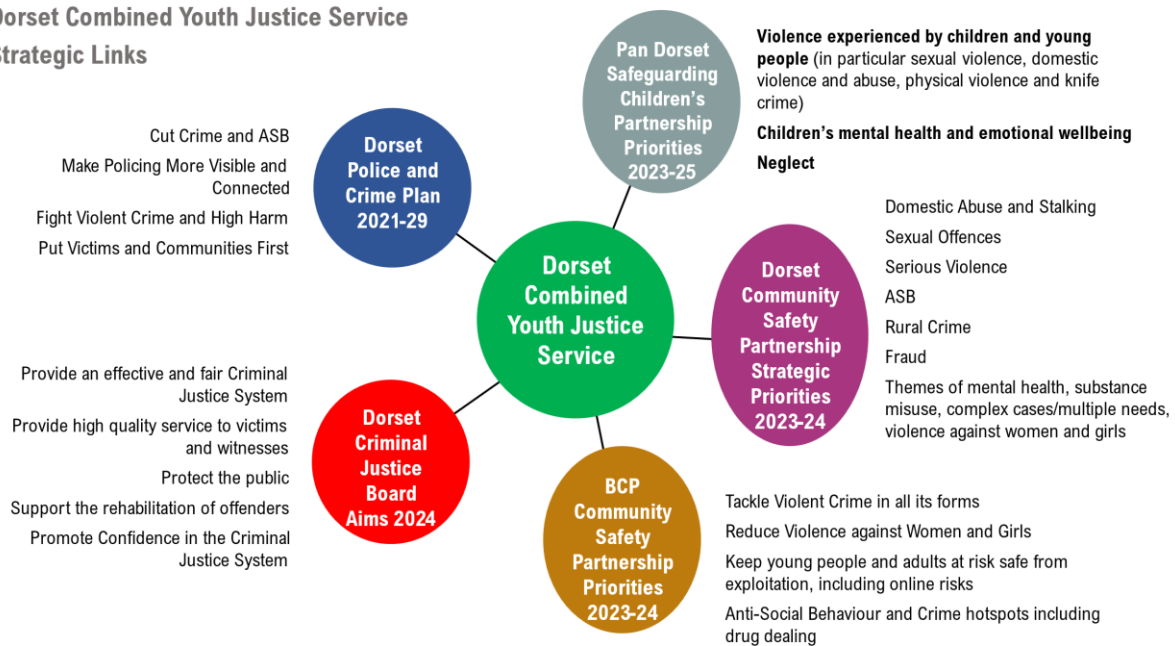 Dorset Combined Youth Justice Service
Strategic Links
Cut Crime and ASB
Make Policing More Visible and
Connected
Fight Violent Crime and High Harm
Put Victims and Communities First
Dorset
Police and
Crime Plan
2021-29
Pan Dorset
Safeguarding
Children’s
Partnership
Priorities
2023-25
Violence experienced by children and young
people (in particular sexual violence, domestic
violence and abuse, physical violence and knife
crime)
Children’s mental health and emotional wellbeing
Neglect
Dorset
Combined
Youth Justice
Service
Dorset
Community
Safety
Partnership
Strategic
Priorities
2023-24
Domestic Abuse and Stalking
Sexual Offences
Serious Violence
ASB
Rural Crime
Fraud
Themes of mental health, substance
misuse, complex cases/multiple needs,
violence against women and girls
Provide an effective and fair Criminal
Justice System
Provide high quality service to victims
and witnesses
Protect the public
Support the rehabilitation of offenders
Promote Confidence in the Criminal
Justice System
Dorset
Criminal
Justice
Board
Aims 2024
BCP
Community
Safety
Partnership
Priorities
2023-24
Tackle Violent Crime in all its forms
Reduce Violence against Women and Girls
Keep young people and adults at risk safe from
exploitation, including online risks
Anti-Social Behaviour and Crime hotspots including
drug dealing